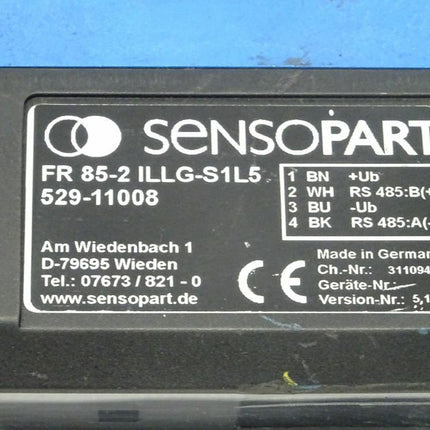 SENSOPART
FR 85-2 ILLG-S1L5
529-11008
1 BN +Ub
2 WH RS 485:B(+
3 BU -Ub
4 BK RS 485:A(-
Am Wiedenbach 1
D-79695 Wieden
Tel.: 07673 / 821 - 0
www.sensopart.de
CE
Made in German
Ch.-Nr.: 311094
Geräte-Nr.:
Version-Nr.: 5,1